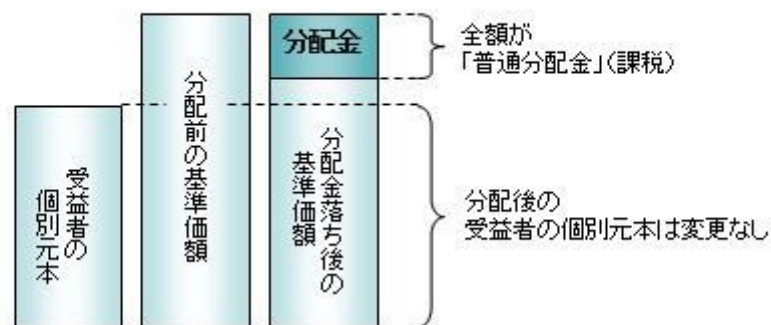 受益者の
個別元本
分配前の基準価額
分配金
分配金落ち後の
基準価額
全額が
「普通分配金」(課税)
分配後の
受益者の個別元本は変更なし